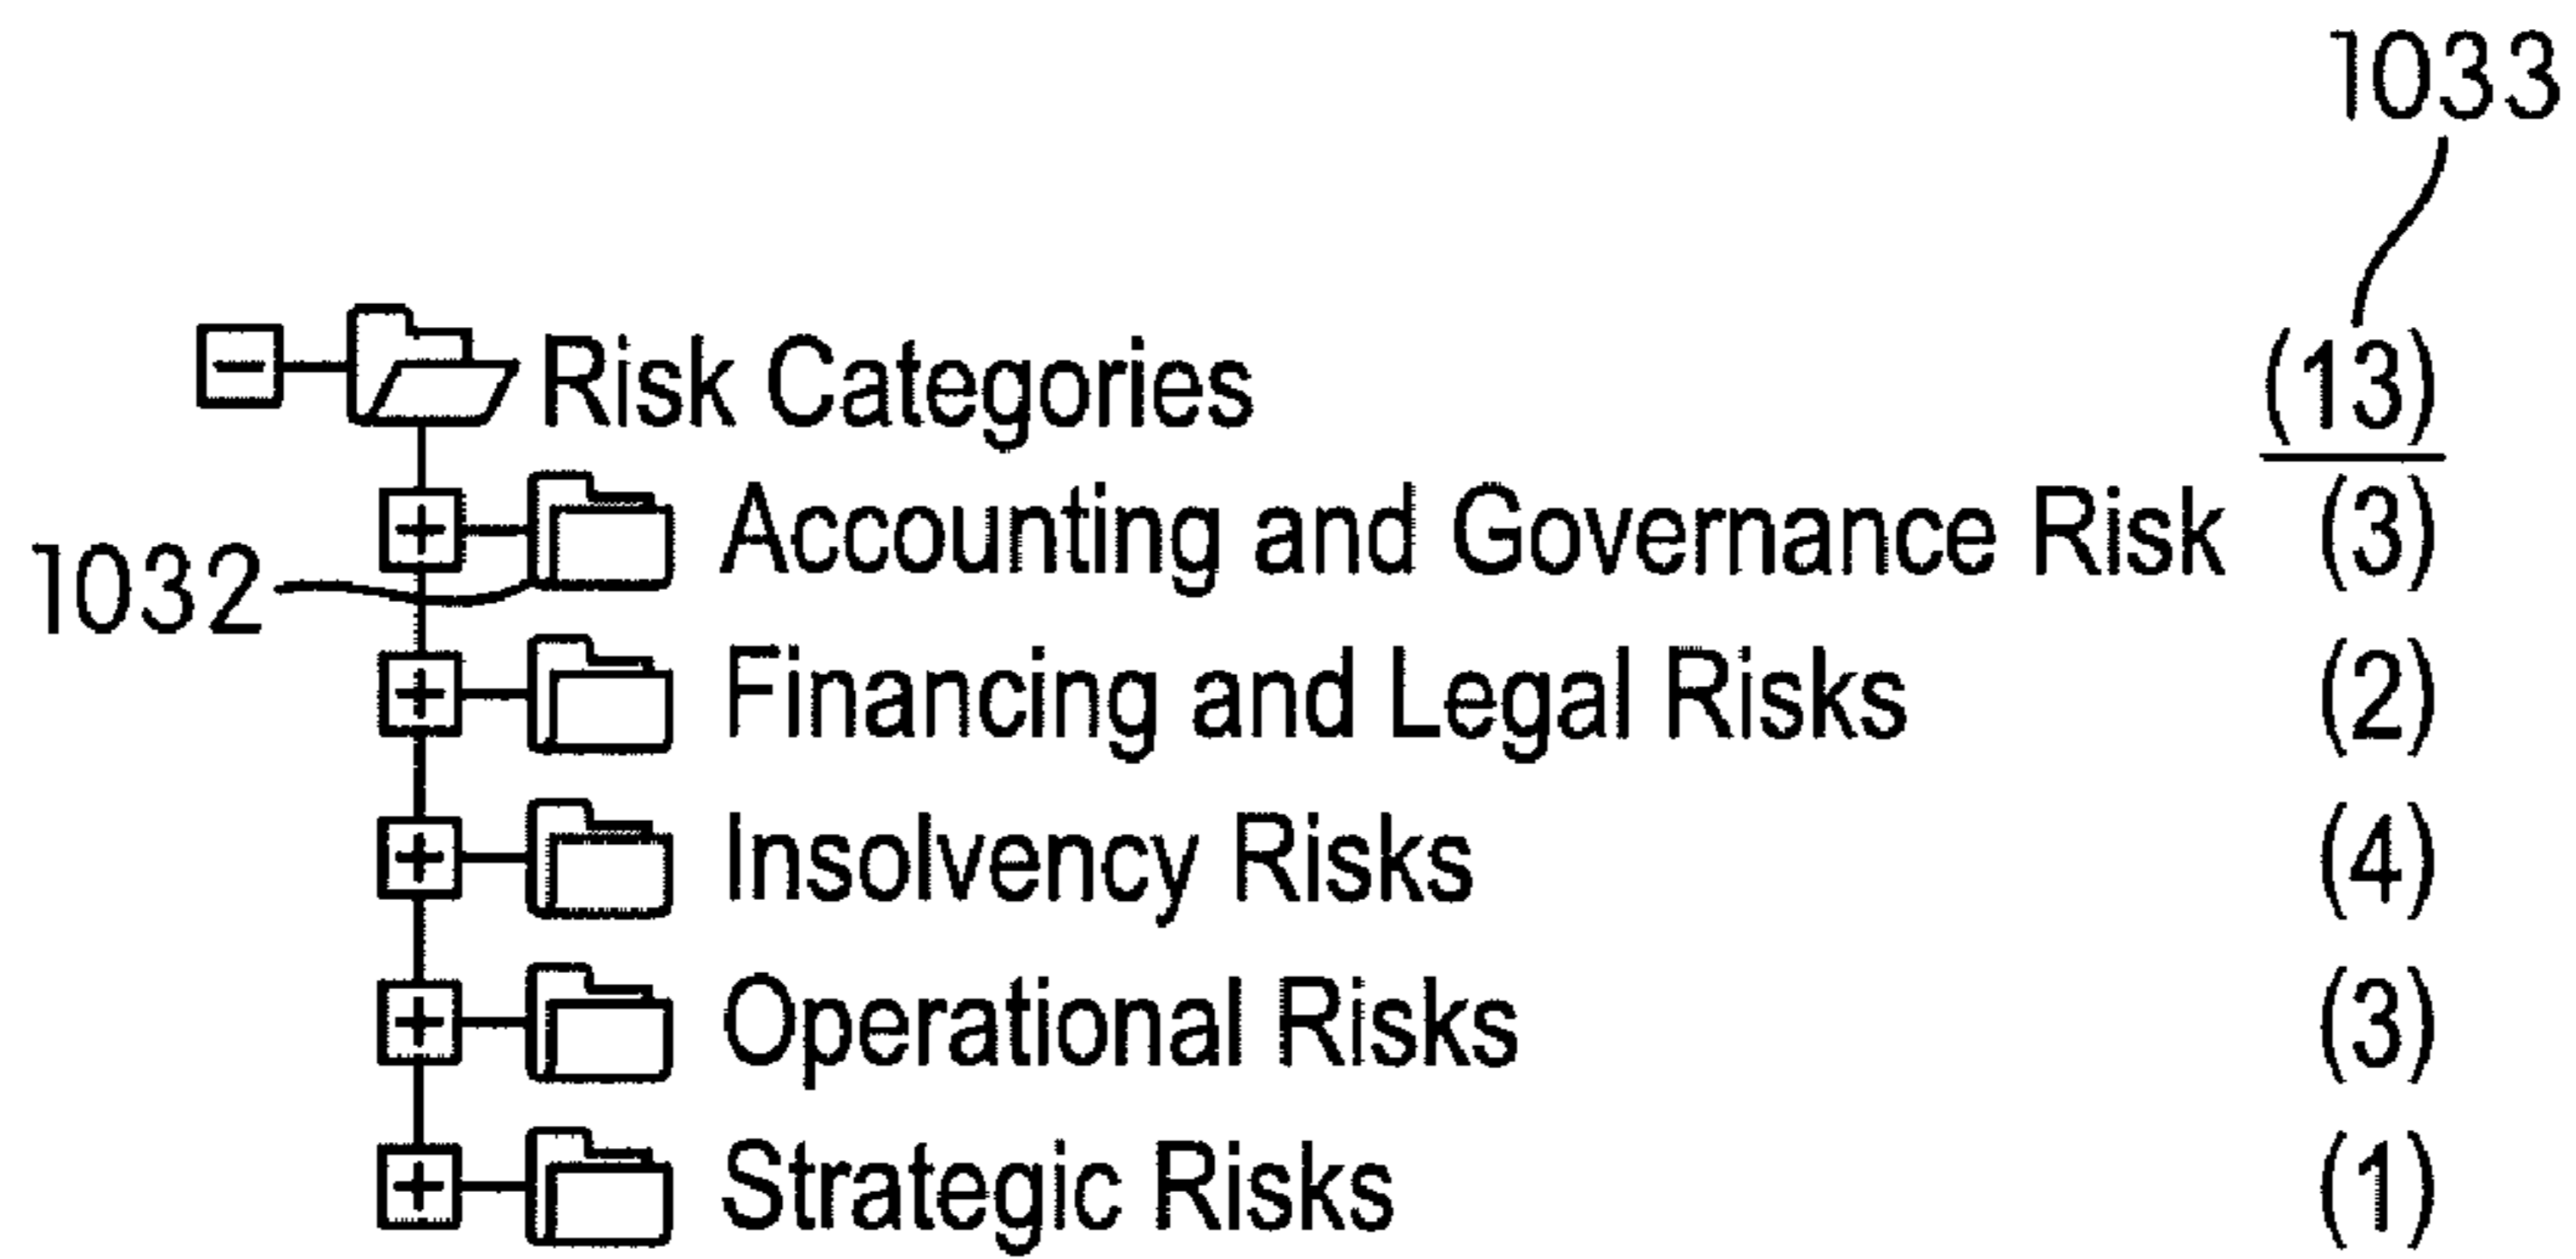 1033
Risk Categories (13)
Accounting and Governance Risk (3)
1032
Financing and Legal Risks (2)
Insolvency Risks (4)
Operational Risks (3)
Strategic Risks (1)